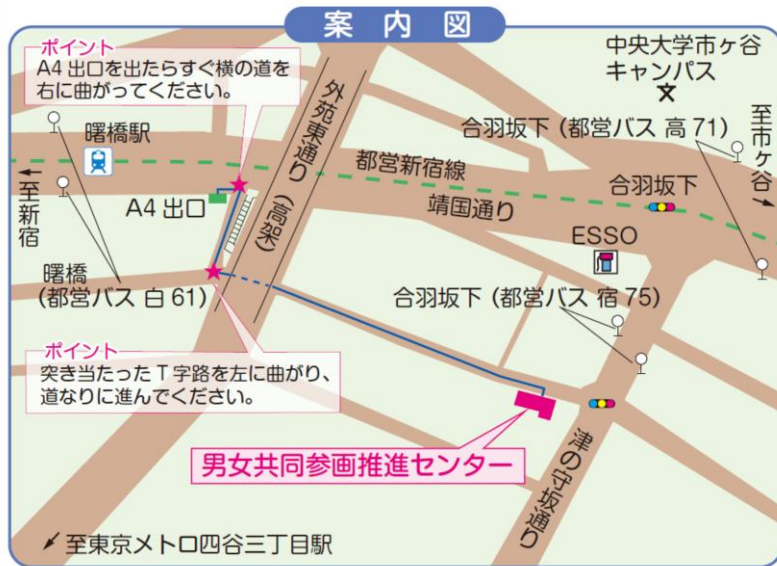 案内図
ポイント
A4 出口を出たらすぐ横の道を
右に曲がってください。
中央大学市ヶ谷
キャンパス
外苑東通り(高架)
合羽坂下 (都営バス 高 71)
至市ヶ谷
曙橋駅
都営新宿線
合羽坂下
至新宿
A4 出口
靖国通り
ESSO
曙橋
(都営バス 白 61)
合羽坂下 (都営バス 宿 75)
ポイント
突き当たった T 字路を左に曲がり、
道なりに進んでください。
男女共同参画推進センター
津の守坂通り
至東京メトロ四谷三丁目駅